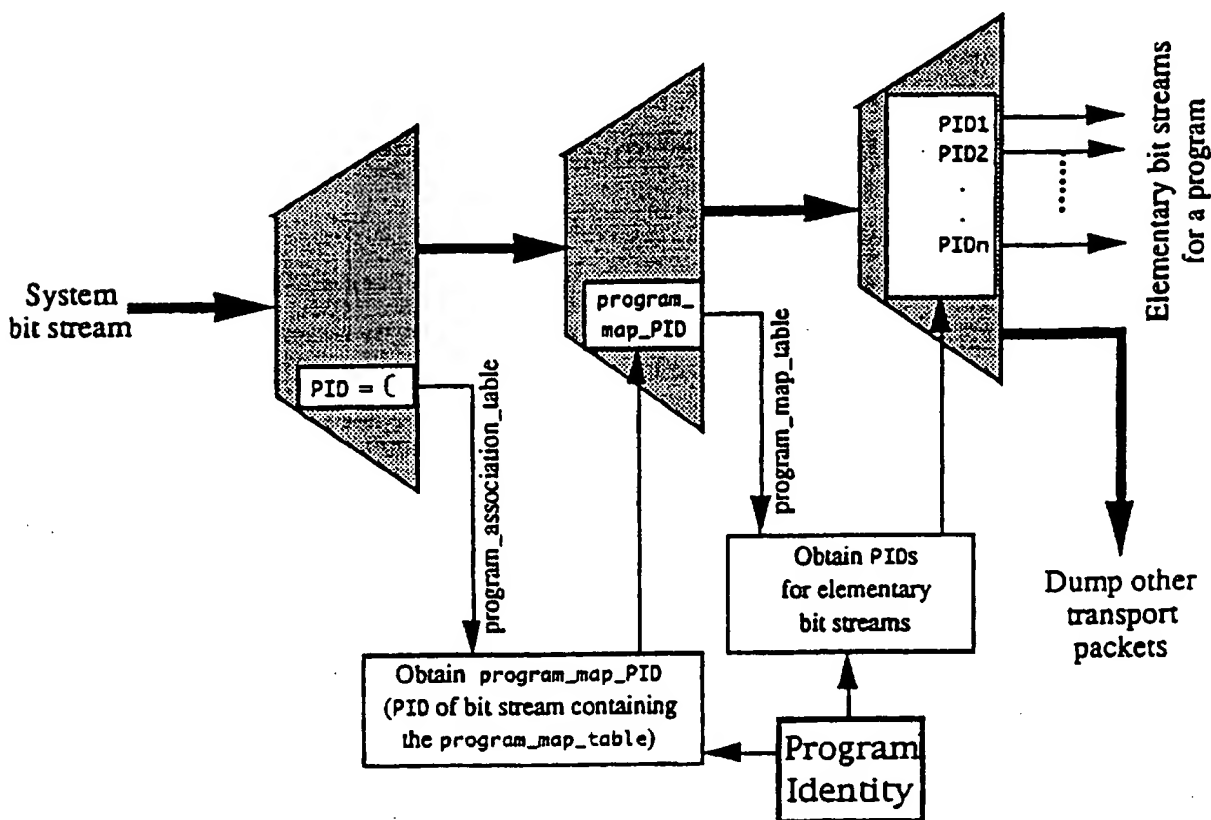 System
bit stream
PID = (
program_association_table
program_
map_PID
program_map_table
PID1
PID2
PIDn
Elementary bit streams
for a program
Obtain program_map_PID
(PID of bit stream containing
the program_map_table)
Obtain PIDs
for elementary
bit streams
Program
Identity
Dump other
transport
packets